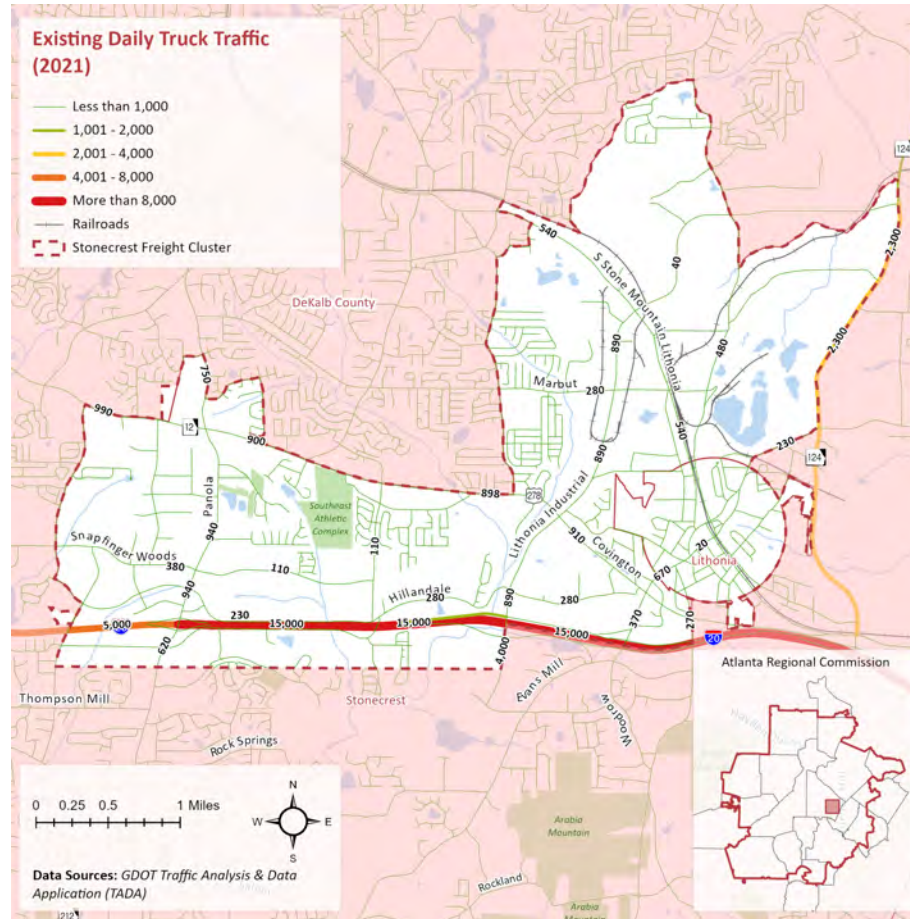 Existing Daily Truck Traffic
(2021)
Less than 1,000
1,001 - 2,000
2,001 - 4,000
4,001 - 8,000
More than 8,000
Railroads
Stonecrest Freight Cluster
124
540
2,300
40
S Stone Mountain Lithonia
DeKalb County
2,300
890
480
750
Marbut
280
990
12
900
540
230
890
124
898
278
Panola
Southeast
Athletic
Complex
Lithonia Industrial
940
110
910
Covington
20
Snapfinger Woods
380
110
670
Lithonia
940
Hillandale
280
280
890
370
270
230
5,000
15,000
15,000
15,000
20
620
4,000
Evans Mill
Atlanta Regional Commission
Thompson Mill
Stonecrest
Woodrow
Rock Springs
0 0.25 0.5 1 Miles
N
W E
S
Arabia
Mountain
Data Sources: GDOT Traffic Analysis & Data
Application (TADA)
Rockland
Arabia
Mountain
212